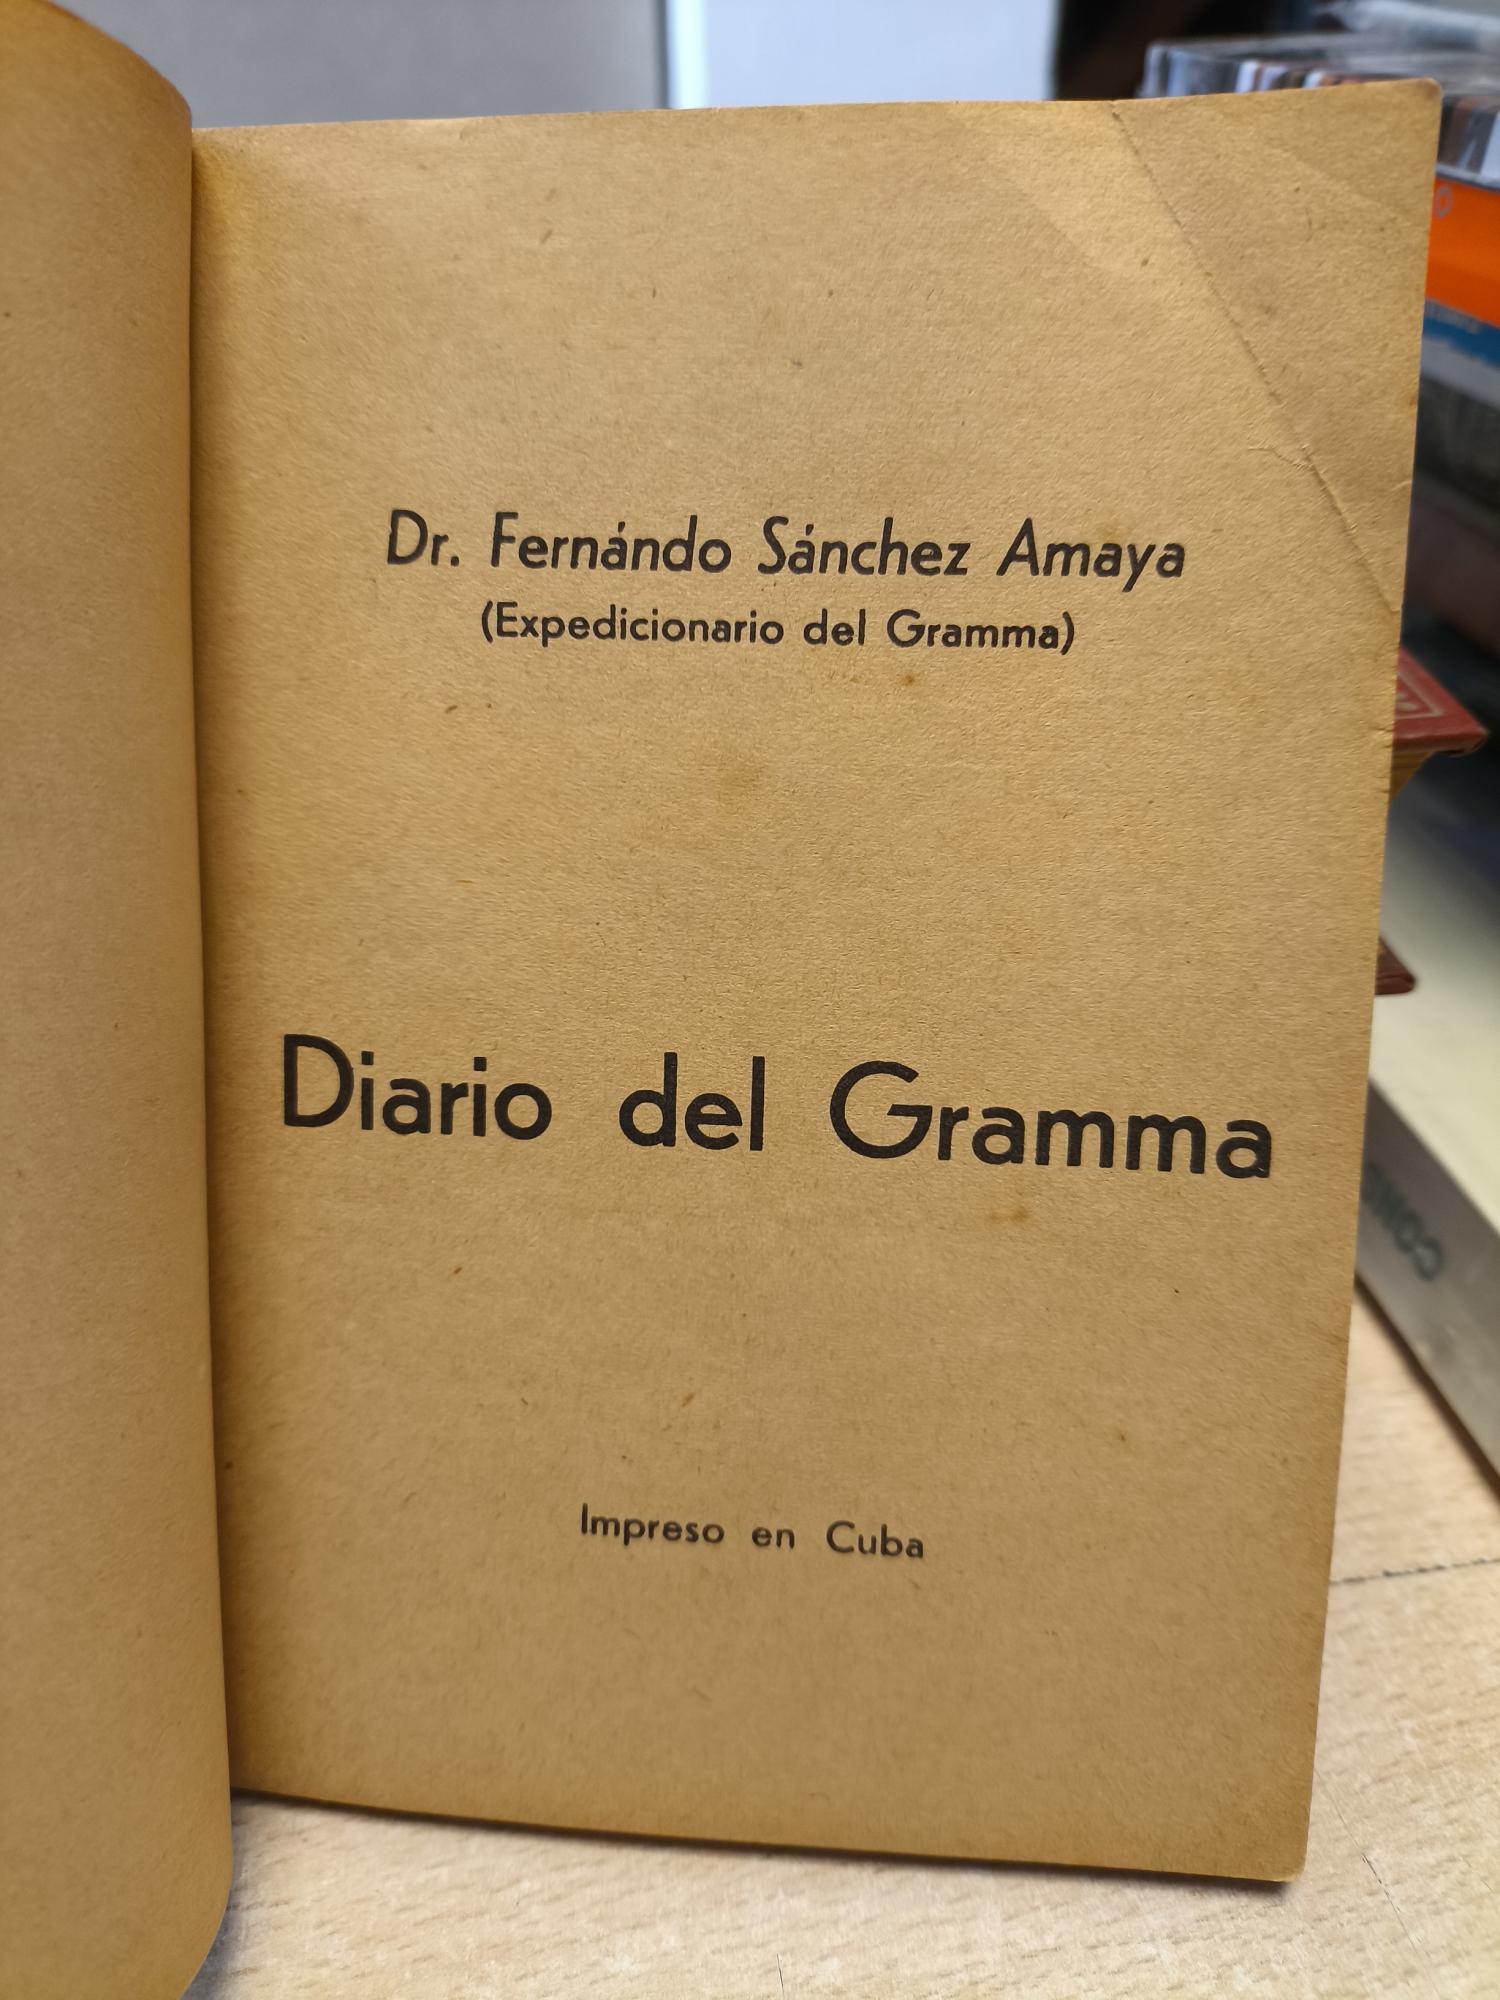 Dr. Fernándo Sánchez Amaya
(Expedicionario del Gramma)
Diario del Gramma
Impreso en Cuba